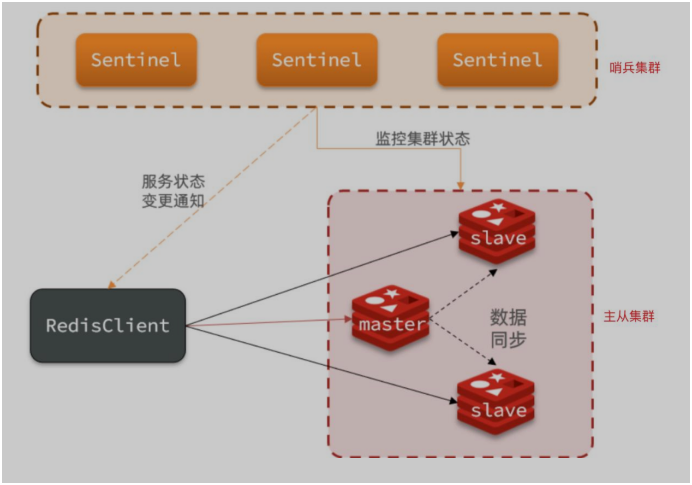 Sentinel
Sentinel
Sentinel
哨兵集群
监控集群状态
服务状态
变更通知
slave
RedisClient
master
数据
同步
主从集群
slave